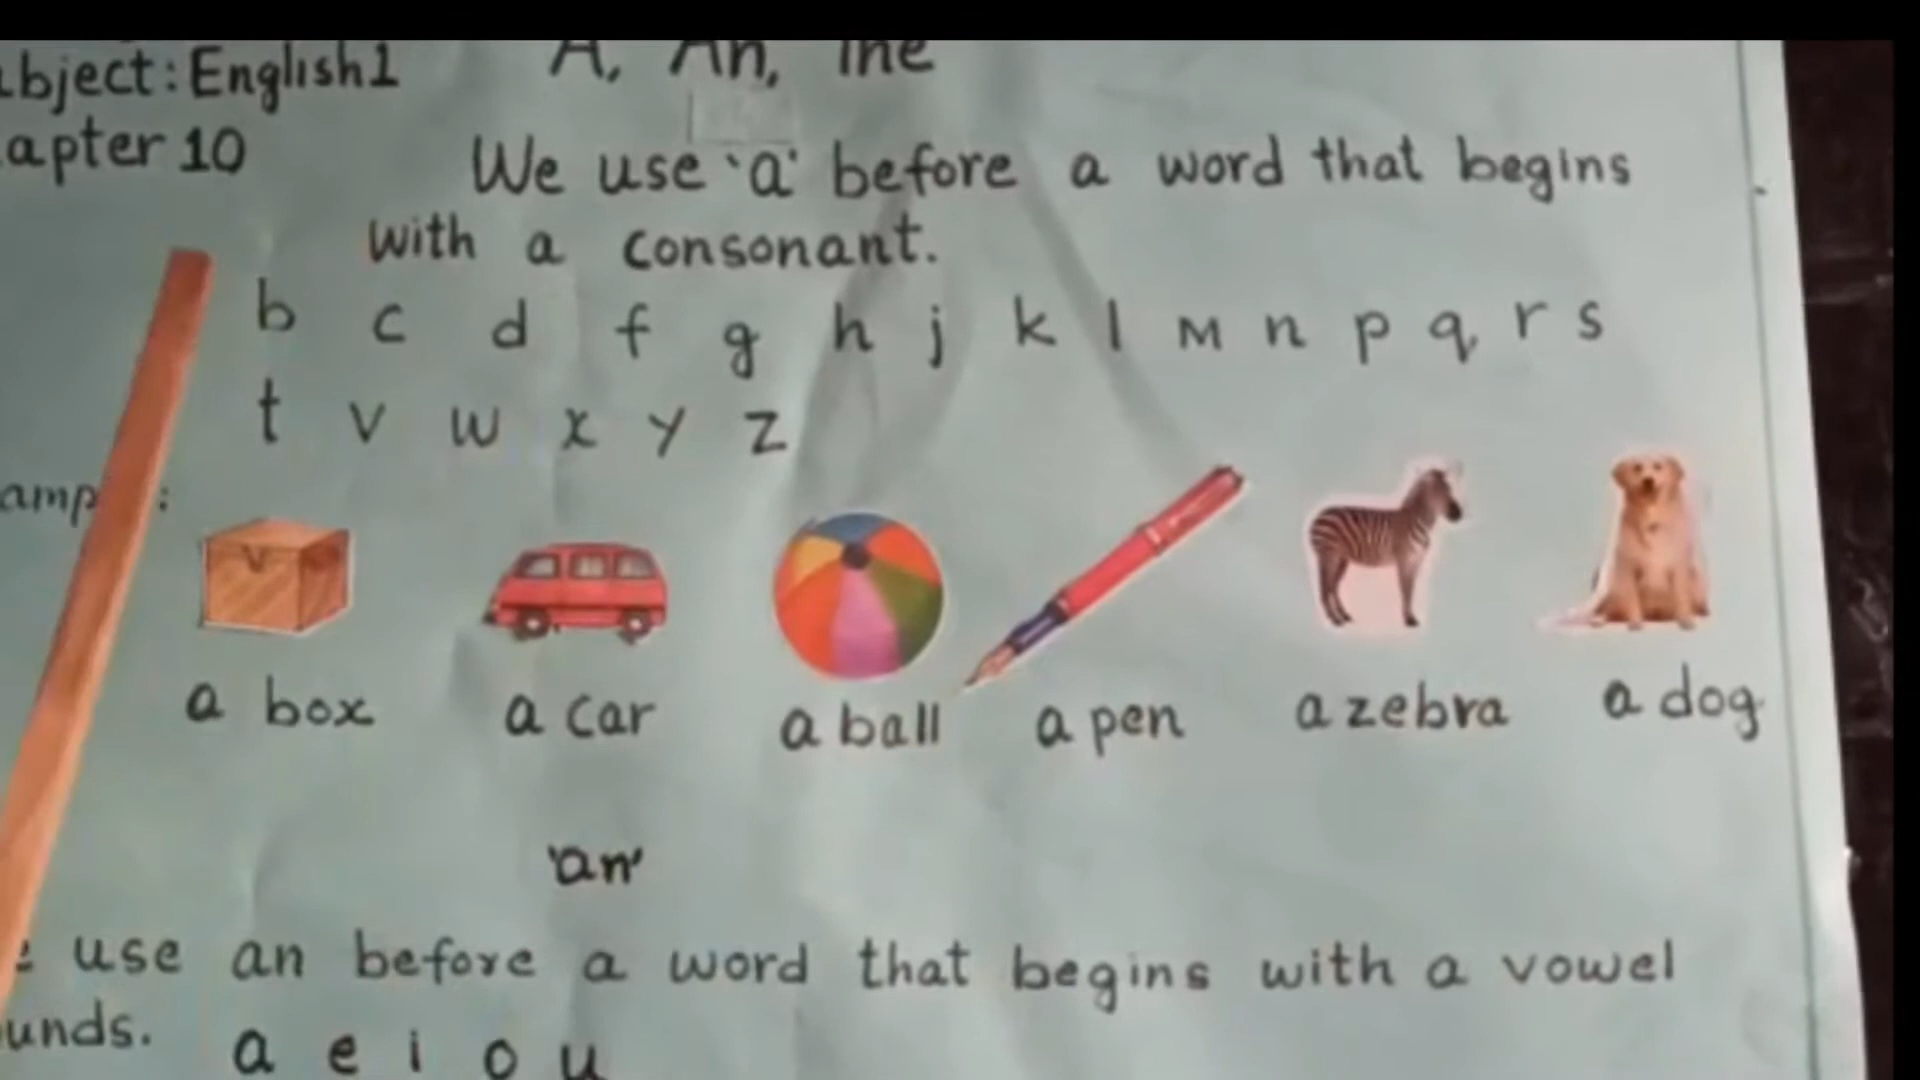 bject: English1
A, An, The
apter 10
We use 'a' before a word that begins
with a consonant.
b c d f g h j k l m n p q r s
t v w x y z
amp :
a box a car a ball a pen a zebra a dog
'an'
use an before a word that begins with a vowel
unds. a e i o u